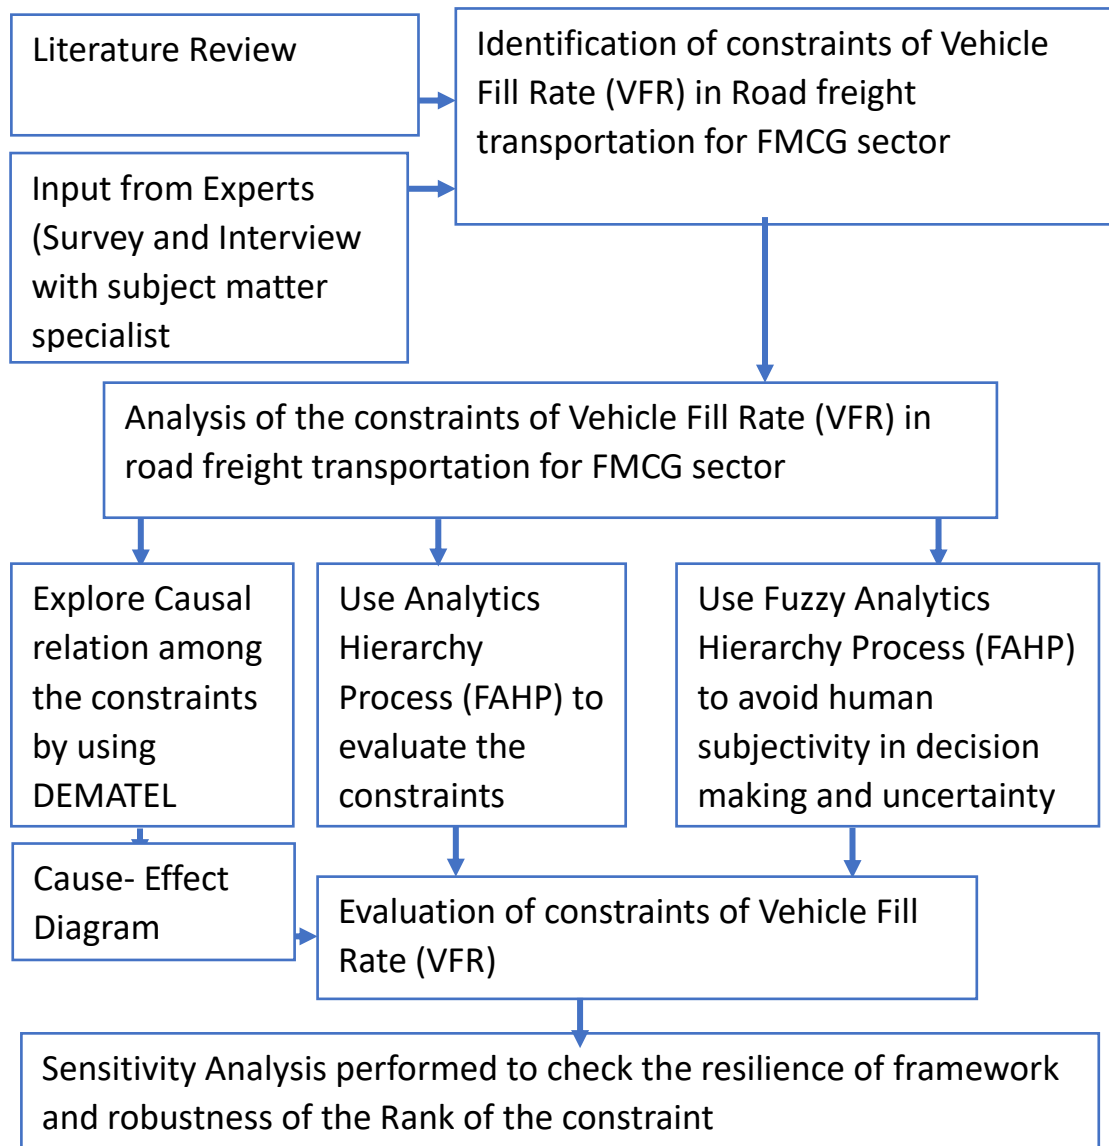 Literature Review
Identification of constraints of Vehicle
Fill Rate (VFR) in Road freight
transportation for FMCG sector
Input from Experts
(Survey and Interview
with subject matter
specialist
Analysis of the constraints of Vehicle Fill Rate (VFR) in
road freight transportation for FMCG sector
Explore Causal
relation among
the constraints
by using
DEMATEL
Use Analytics
Hierarchy
Process (FAHP) to
evaluate the
constraints
Use Fuzzy Analytics
Hierarchy Process (FAHP)
to avoid human
subjectivity in decision
making and uncertainty
Cause- Effect
Diagram
Evaluation of constraints of Vehicle Fill
Rate (VFR)
Sensitivity Analysis performed to check the resilience of framework
and robustness of the Rank of the constraint